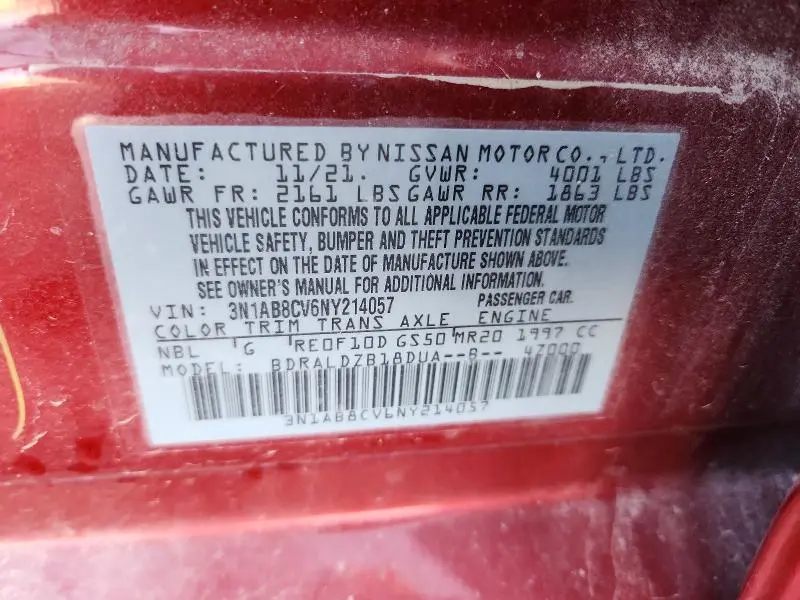 MANUFACTURED BY NISSAN MOTOR CO., LTD.
DATE: 11/21. GVWR: 4001 LBS
GAWR FR: 2161 LBS GAWR RR: 1863 LBS
THIS VEHICLE CONFORMS TO ALL APPLICABLE FEDERAL MOTOR
VEHICLE SAFETY, BUMPER AND THEFT PREVENTION STANDARDS
IN EFFECT ON THE DATE OF MANUFACTURE SHOWN ABOVE.
SEE OWNER'S MANUAL FOR ADDITIONAL INFORMATION.
VIN: 3N1AB8CV6NY214057 PASSENGER CAR.
COLOR TRIM TRANS AXLE ENGINE
NBL G RE0F10D GS50 MR20 1997 CC
MODEL: BDRALDZB18DUA--B-- 47000
3N1AB8CV6NY214057